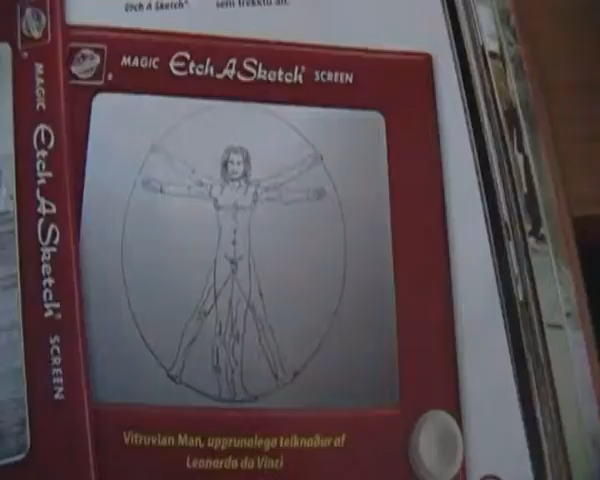 Etch A Sketch®
MAGIC Etch A Sketch® SCREEN
MAGIC Etch A Sketch® SCREEN
Vitruvian Man, upprunalega teiknaður af
Leonardo da Vinci